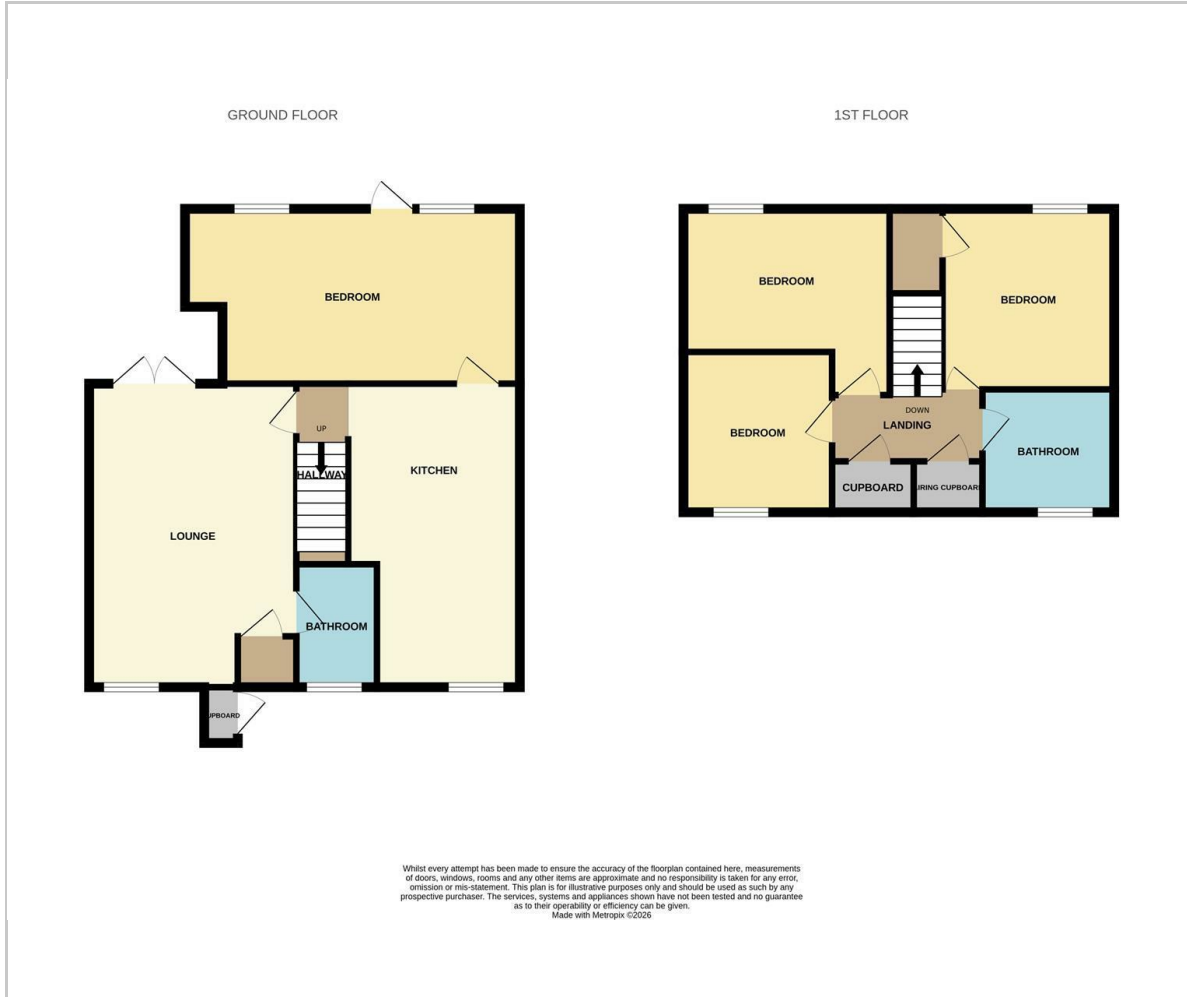 GROUND FLOOR
1ST FLOOR
BEDROOM
UP
HALLWAY
KITCHEN
LOUNGE
BATHROOM
UPBOARD
BEDROOM
BEDROOM
BEDROOM
DOWN
LANDING
BATHROOM
CUPBOARD
AIRING CUPBOARD
Whilst every attempt has been made to ensure the accuracy of the floorplan contained here, measurements
of doors, windows, rooms and any other items are approximate and no responsibility is taken for any error,
omission or mis-statement. This plan is for illustrative purposes only and should be used as such by any
prospective purchaser. The services, systems and appliances shown have not been tested and no guarantee
as to their operability or efficiency can be given.
Made with Metropix ©2026